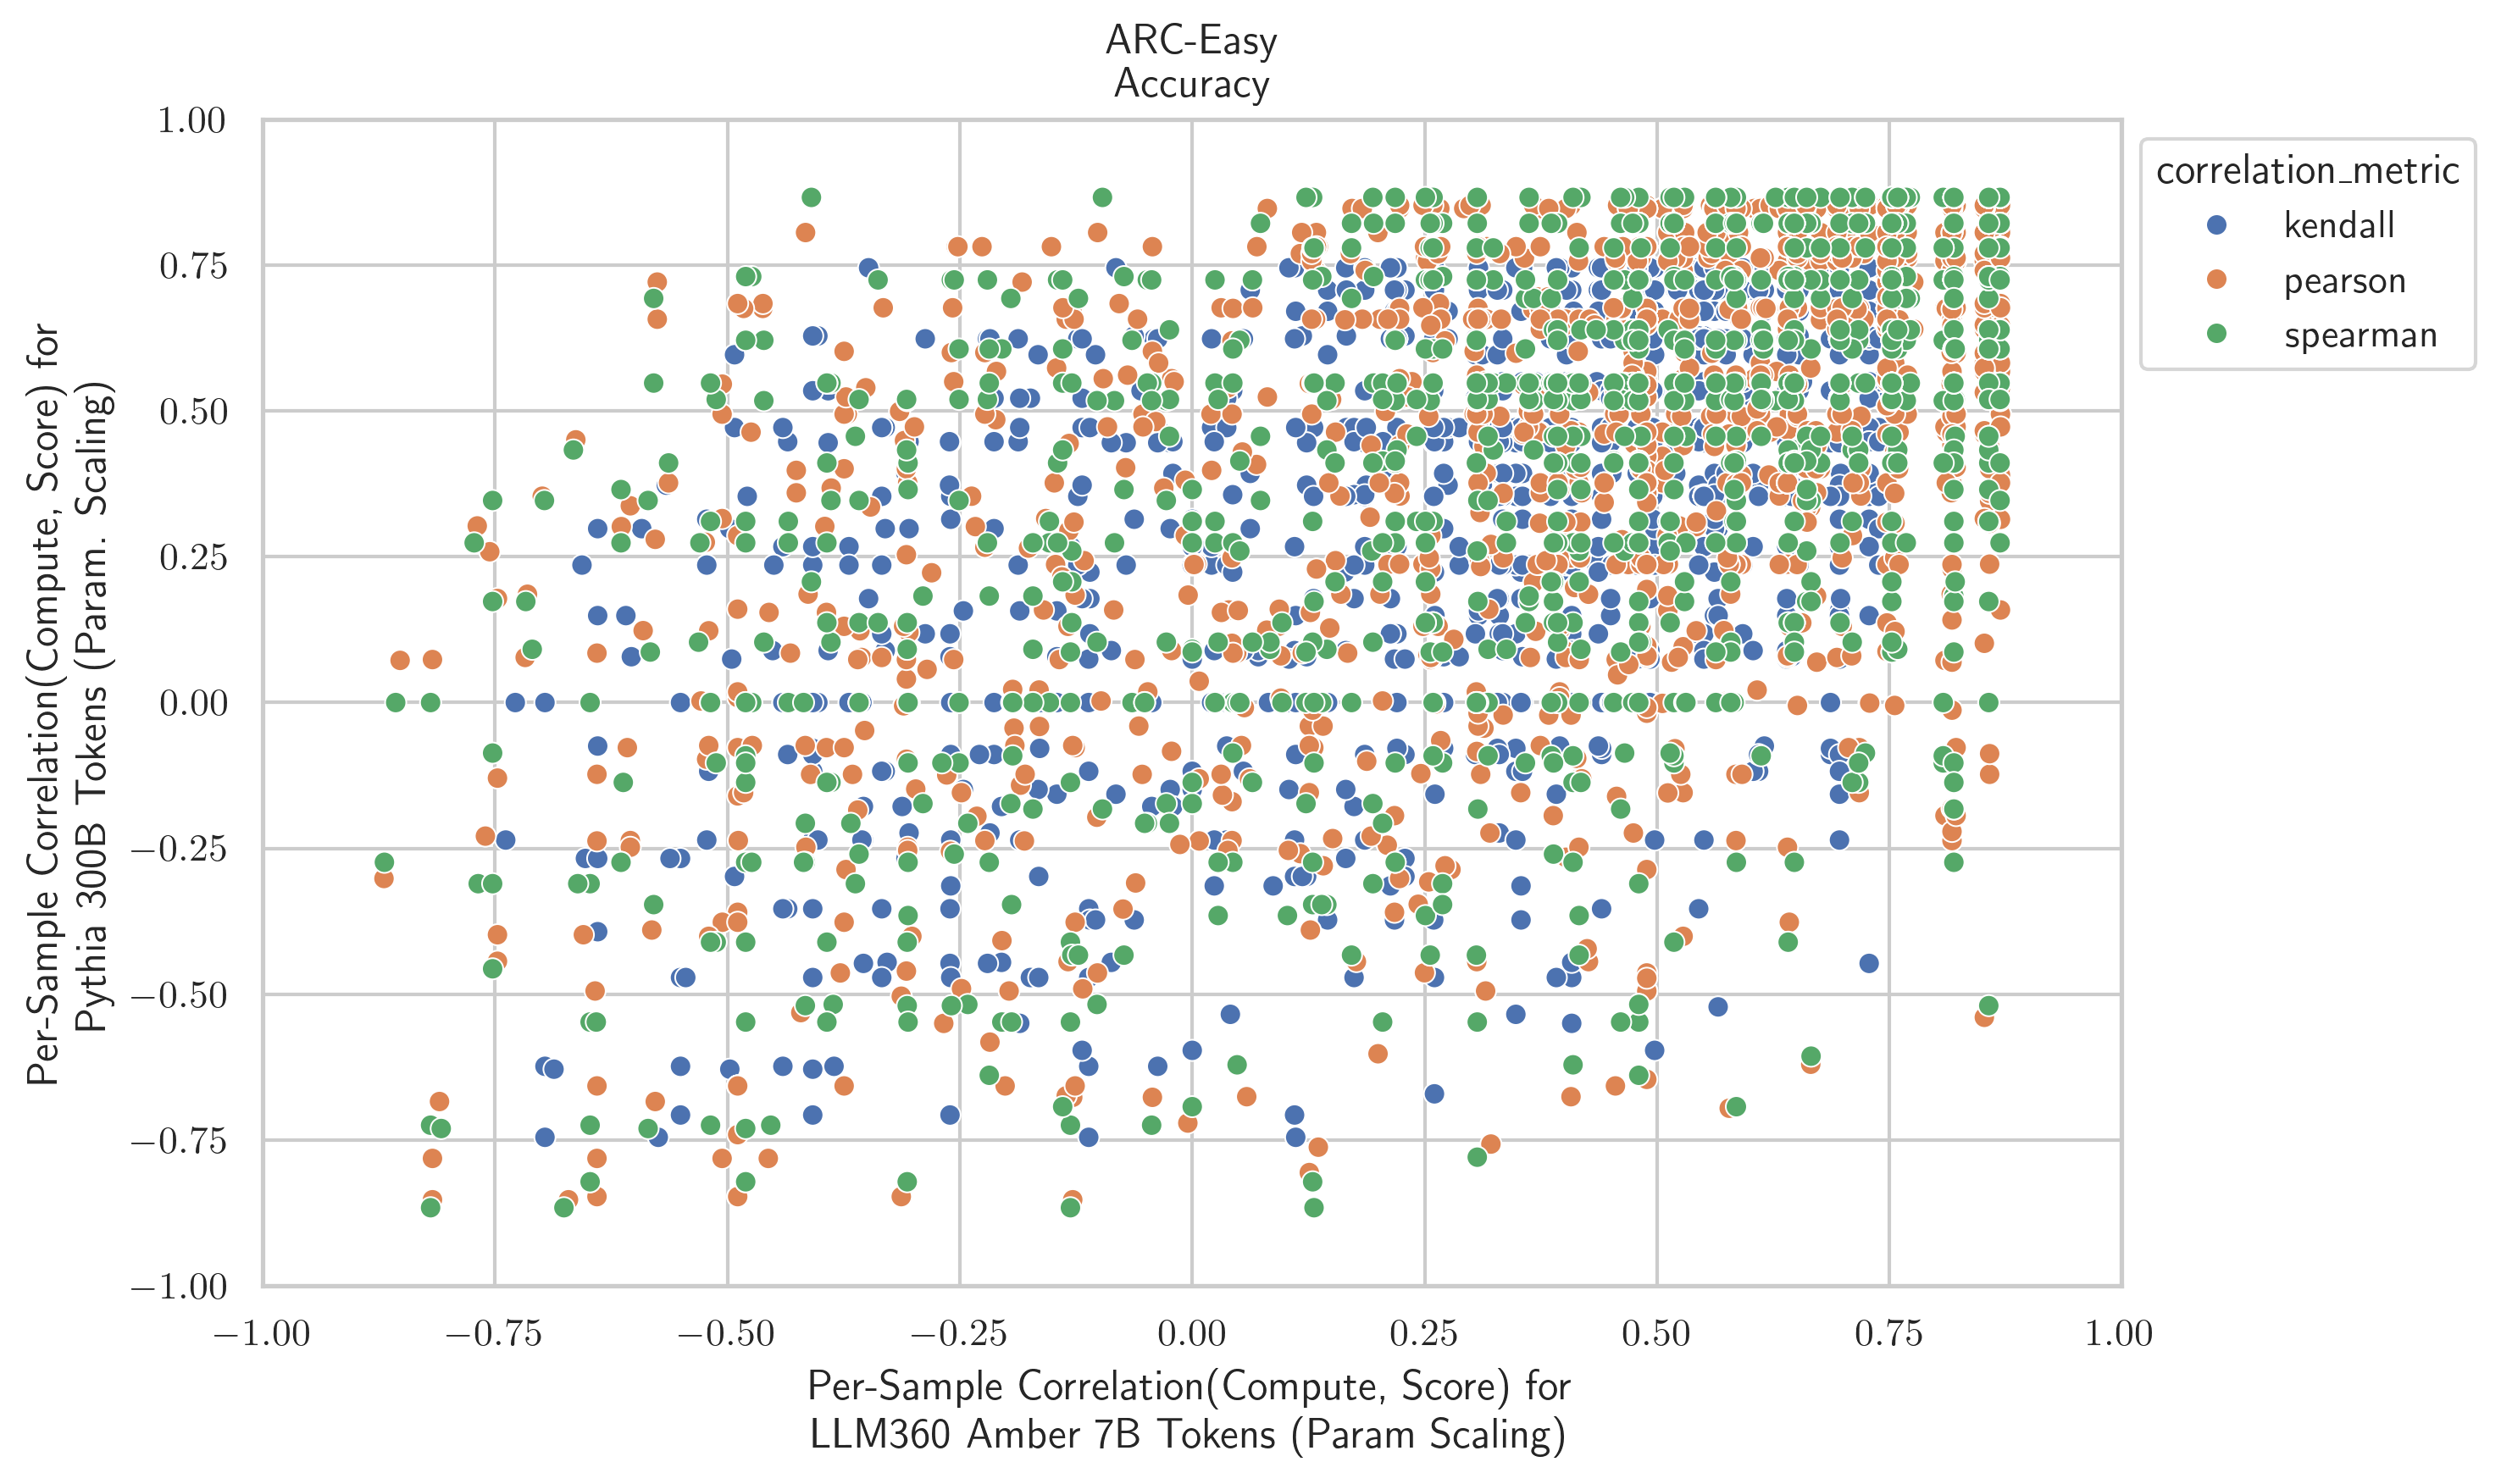 ARC-Easy
Accuracy
Per-Sample Correlation(Compute, Score) for
Pythia 300B Tokens (Param. Scaling)
1.00
0.75
0.50
0.25
0.00
−0.25
−0.50
−0.75
−1.00
−1.00 −0.75 −0.50 −0.25 0.00 0.25 0.50 0.75 1.00
Per-Sample Correlation(Compute, Score) for
LLM360 Amber 7B Tokens (Param Scaling)
correlation_metric
kendall
pearson
spearman